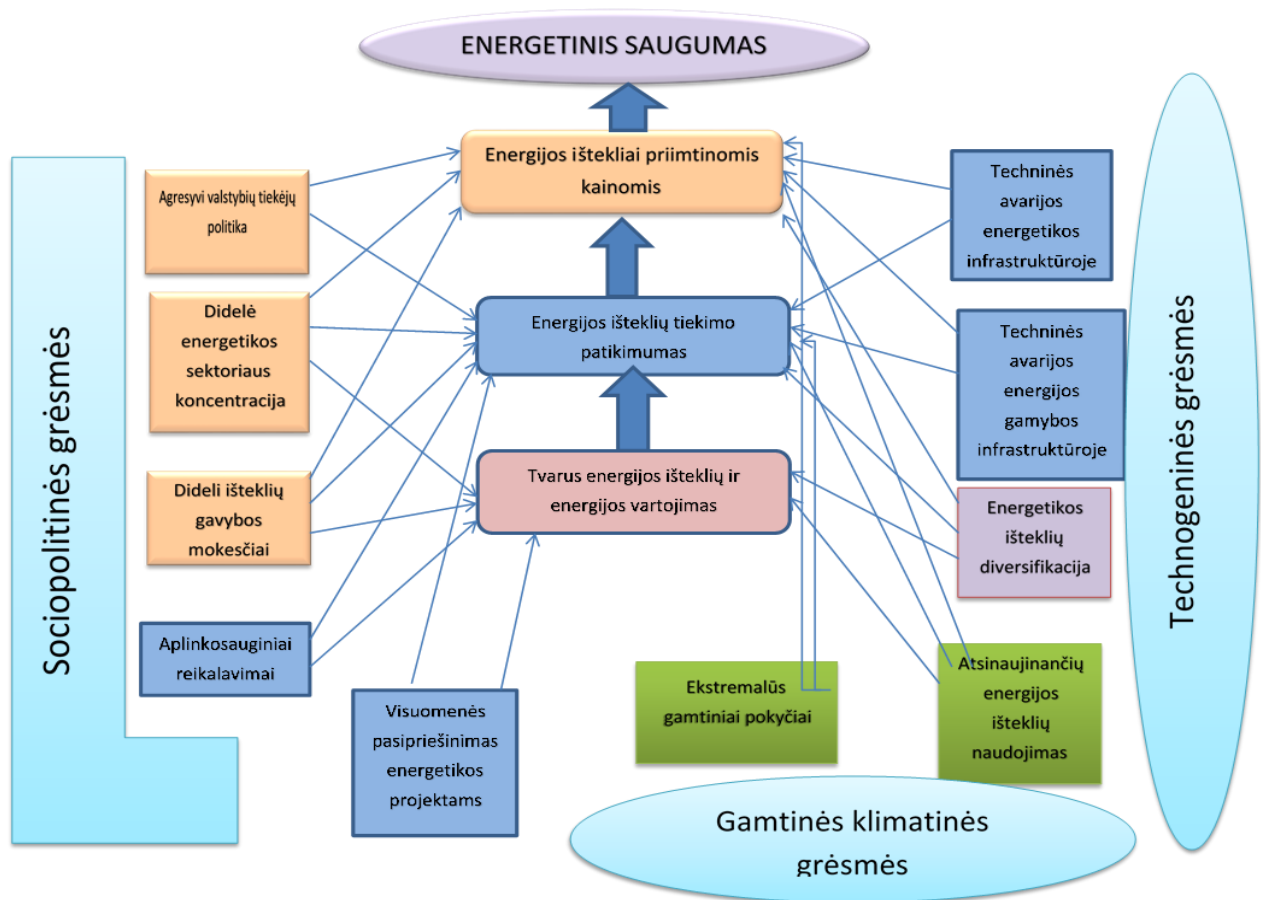 ENERGETINIS SAUGUMAS
Energijos ištekliai priimtinomis
kainomis
Energijos išteklių tiekimo
patikimumas
Tvarus energijos išteklių ir
energijos vartojimas
Sociopolitinės grėsmės
Agresyvi valstybių tiekėjų
politika
Didelė
energetikos
sektoriaus
koncentracija
Dideli išteklių
gavybos
mokesčiai
Aplinkosauginiai
reikalavimai
Visuomenės
pasipriešinimas
energetikos
projektams
Techninės
avarijos
energetikos
infrastruktūroje
Techninės
avarijos
energijos
gamybos
infrastruktūroje
Energetikos
išteklių
diversifikacija
Atsinaujinančių
energijos
išteklių
naudojimas
Ekstremalūs
gamtiniai pokyčiai
Technogeninės grėsmės
Gamtinės klimatinės
grėsmės